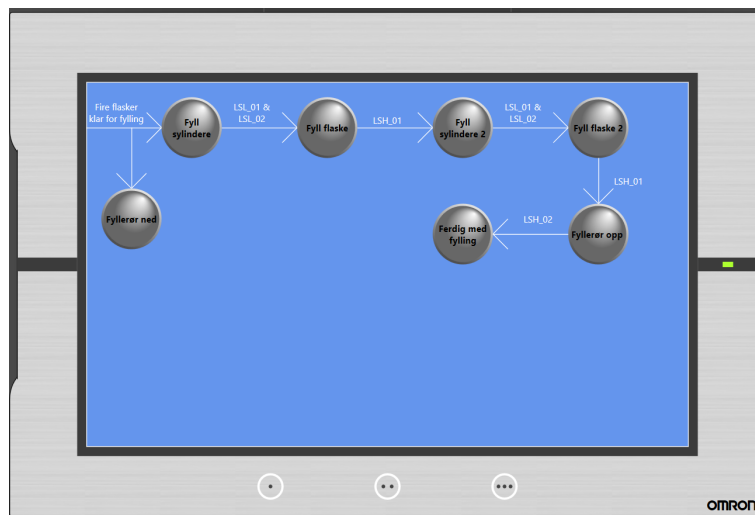 Fire flasker
klar for fylling
Fyll
sylindere
LSL_01 &
LSL_02
Fyll flaske
LSH_01
Fyll
sylindere 2
LSL_01 &
LSL_02
Fyll flaske 2
LSH_01
Fyllerør ned
Ferdig med
fylling
LSH_02
Fyllerør opp
OMRON